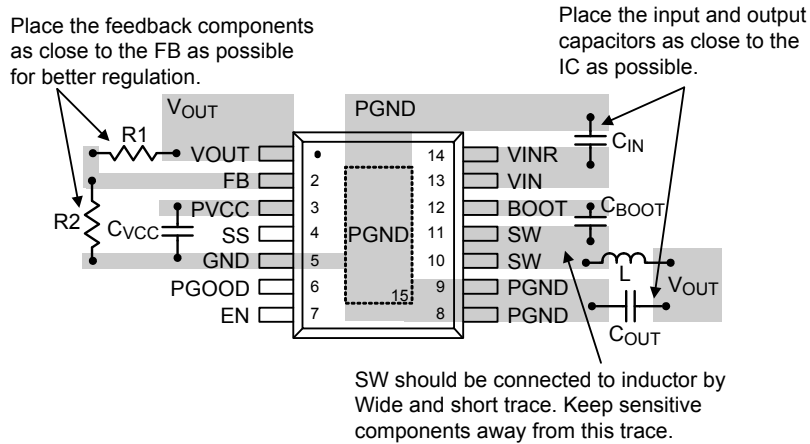 Place the feedback components
as close to the FB as possible
for better regulation.
Place the input and output
capacitors as close to the
IC as possible.
VOUT
PGND
R1
CIN
VOUT
14
VINR
FB
2
13
VIN
PVCC
3
12
BOOT
CBOOT
R2
CVCC
SS
4
PGND
11
SW
GND
5
10
SW
L
VOUT
PGOOD
6
15
9
PGND
EN
7
8
PGND
COUT
SW should be connected to inductor by
Wide and short trace. Keep sensitive
components away from this trace.